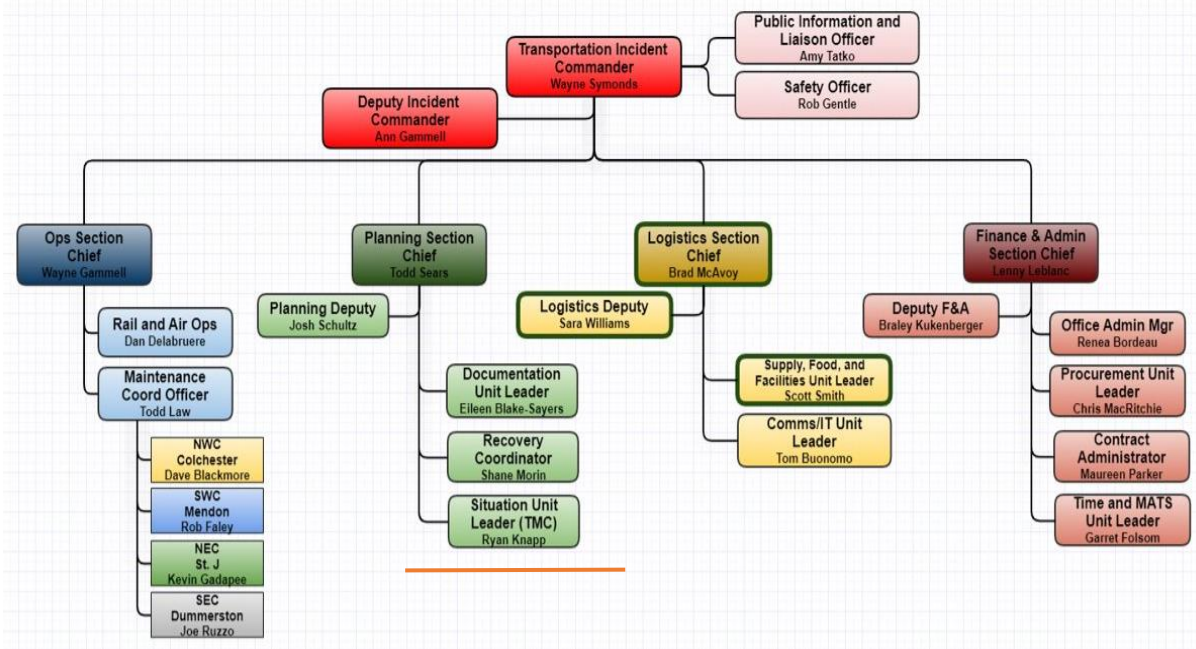 Public Information and
Liaison Officer
Amy Tatko
Transportation Incident
Commander
Wayne Symonds
Safety Officer
Rob Gentle
Deputy Incident
Commander
Ann Gammell
Ops Section
Chief
Wayne Gammell
Rail and Air Ops
Dan Delabruere
Maintenance
Coord Officer
Todd Law
NWC
Colchester
Dave Blackmore
SWC
Mendon
Rob Faley
NEC
St. J
Kevin Gadapee
SEC
Dummerston
Joe Ruzzo
Planning Section
Chief
Todd Sears
Planning Deputy
Josh Schultz
Documentation
Unit Leader
Eileen Blake-Sayers
Recovery
Coordinator
Shane Morin
Situation Unit
Leader (TMC)
Ryan Knapp
Logistics Section
Chief
Brad McAvoy
Logistics Deputy
Sara Williams
Supply, Food, and
Facilities Unit Leader
Scott Smith
Comms/IT Unit
Leader
Tom Buonomo
Finance & Admin
Section Chief
Lenny Leblanc
Deputy F&A
Braley Kukenberger
Office Admin Mgr
Renea Bordeau
Procurement Unit
Leader
Chris MacRitchie
Contract
Administrator
Maureen Parker
Time and MATS
Unit Leader
Garret Folsom